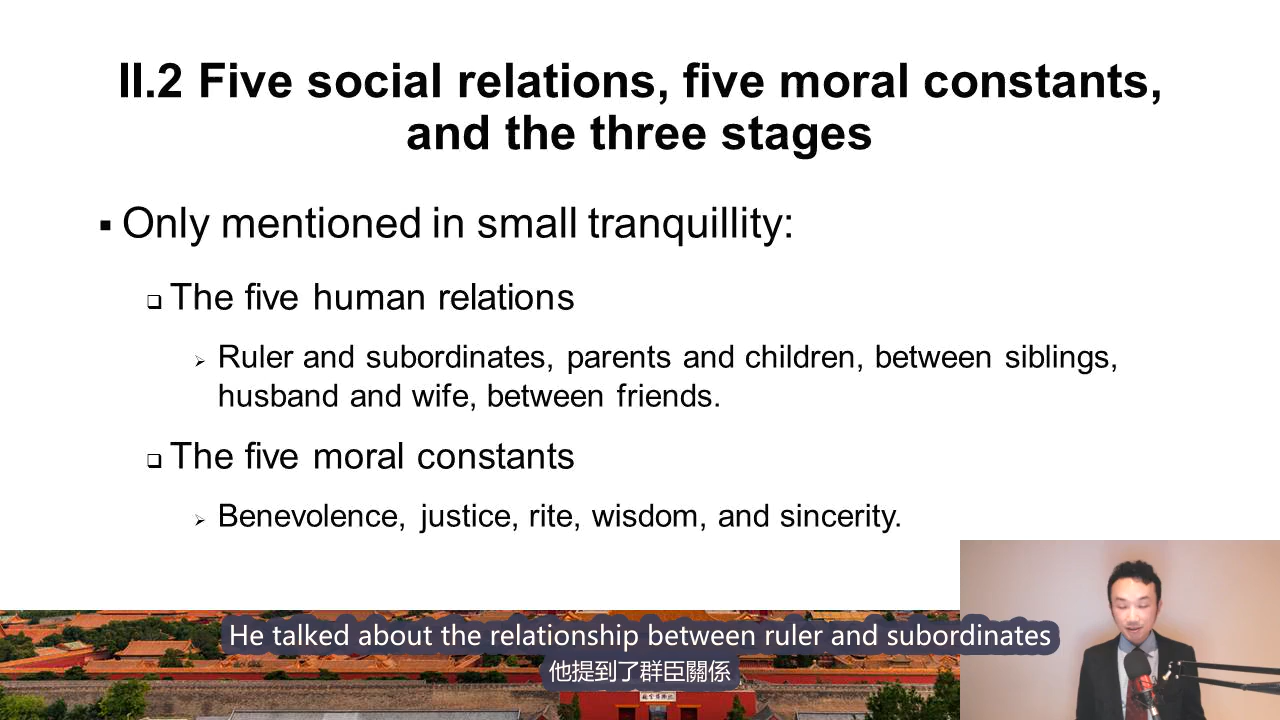 II.2 Five social relations, five moral constants,
and the three stages
Only mentioned in small tranquillity:
The five human relations
Ruler and subordinates, parents and children, between siblings,
husband and wife, between friends.
The five moral constants
Benevolence, justice, rite, wisdom, and sincerity.
He talked about the relationship between ruler and subordinates
他提到了群臣關係